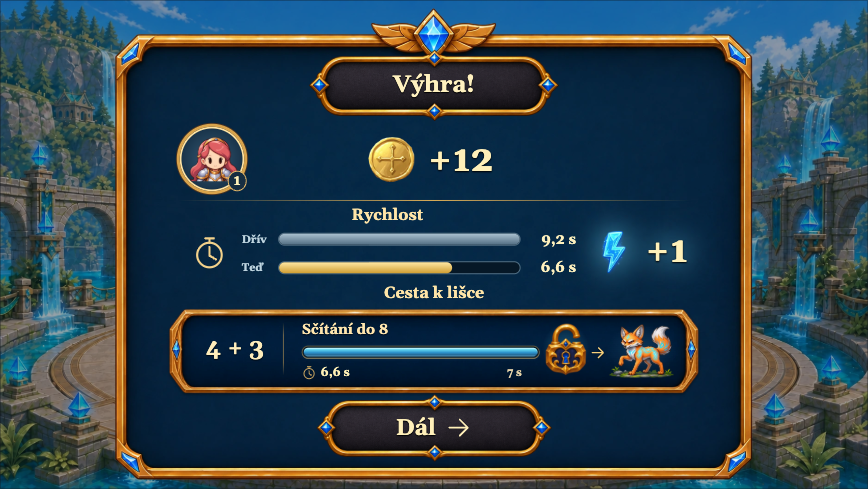 Výhra!
1
+12
Rychlost
Dřív 9,2 s
Teď 6,6 s
+1
Cesta k lišce
4 + 3
Sčítání do 8
6,6 s 7 s
→
Dál →